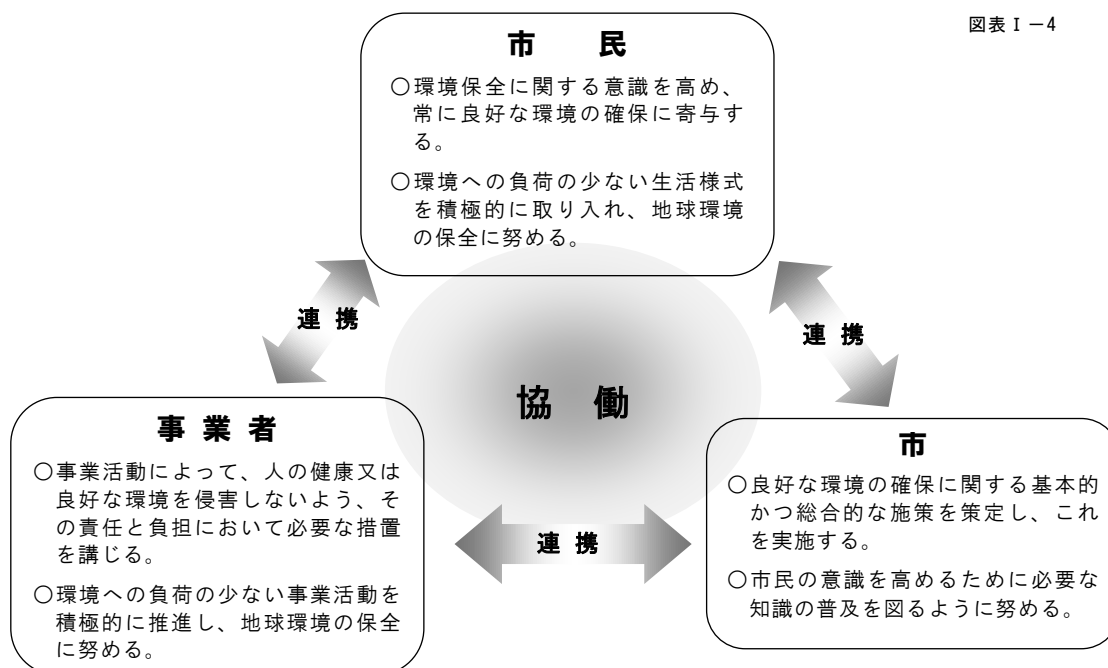 図表Ⅰ－4
市　民
○環境保全に関する意識を高め、
常に良好な環境の確保に寄与す
る。
○環境への負荷の少ない生活様式
を積極的に取り入れ、地球環境
の保全に努める。
連 携
連 携
協　働
事 業 者
○事業活動によって、人の健康又は
良好な環境を侵害しないよう、そ
の責任と負担において必要な措置
を講じる。
○環境への負荷の少ない事業活動を
積極的に推進し、地球環境の保全
に努める。
連 携
市
○良好な環境の確保に関する基本的
かつ総合的な施策を策定し、これ
を実施する。
○市民の意識を高めるために必要な
知識の普及を図るように努める。